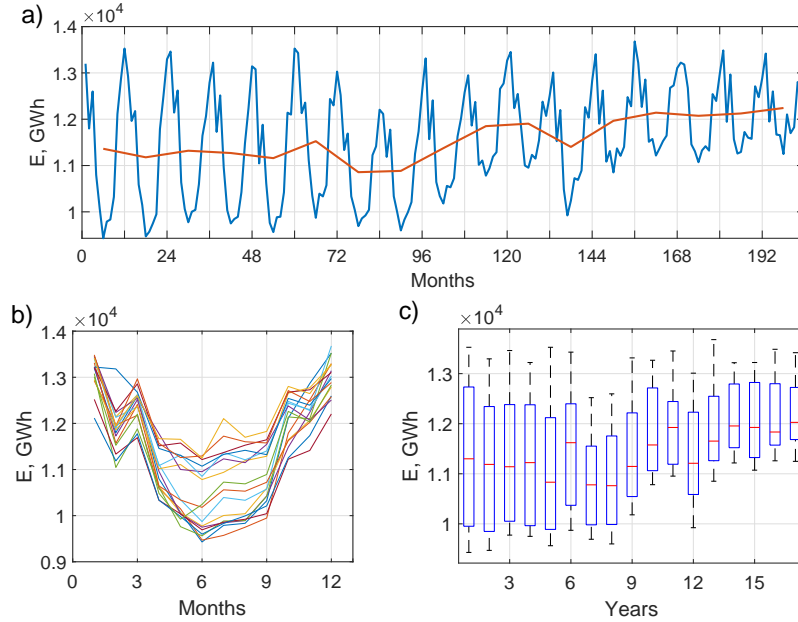 a)
×10⁴
1.4
1.3
1.2
1.1
1
E, GWh
0 24 48 72 96 120 144 168 192
Months
b)
×10⁴
1.4
1.3
1.2
1.1
1
0.9
E, GWh
0 3 6 9 12
Months
c)
×10⁴
1.3
1.2
1.1
1
E, GWh
3 6 9 12 15
Years